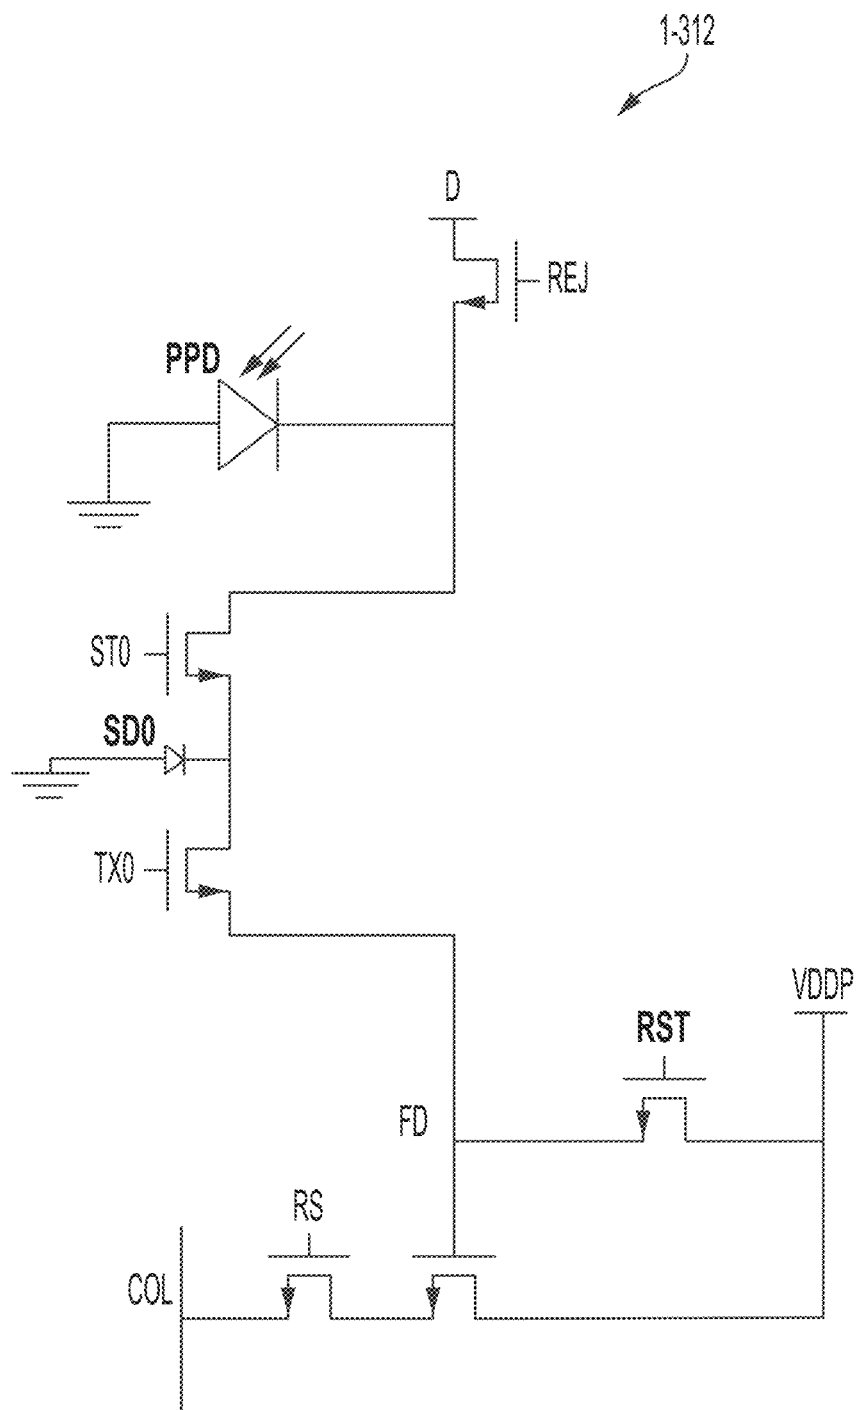 1-312
D
REJ
PPD
ST0
SD0
TX0
VDDP
RST
FD
RS
COL